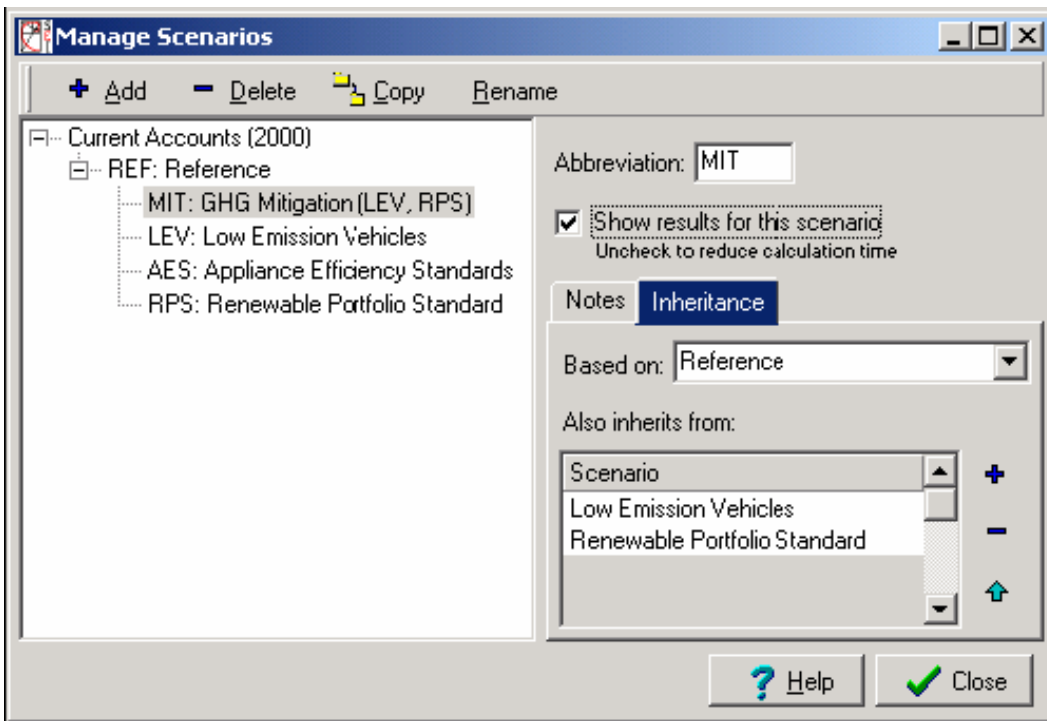 Manage Scenarios
Add Delete Copy Rename
Current Accounts (2000)
REF: Reference
MIT: GHG Mitigation (LEV, RPS)
LEV: Low Emission Vehicles
AES: Appliance Efficiency Standards
RPS: Renewable Portfolio Standard
Abbreviation: MIT
Show results for this scenario
Uncheck to reduce calculation time
Notes Inheritance
Based on: Reference
Also inherits from:
Scenario
Low Emission Vehicles
Renewable Portfolio Standard
? Help Close